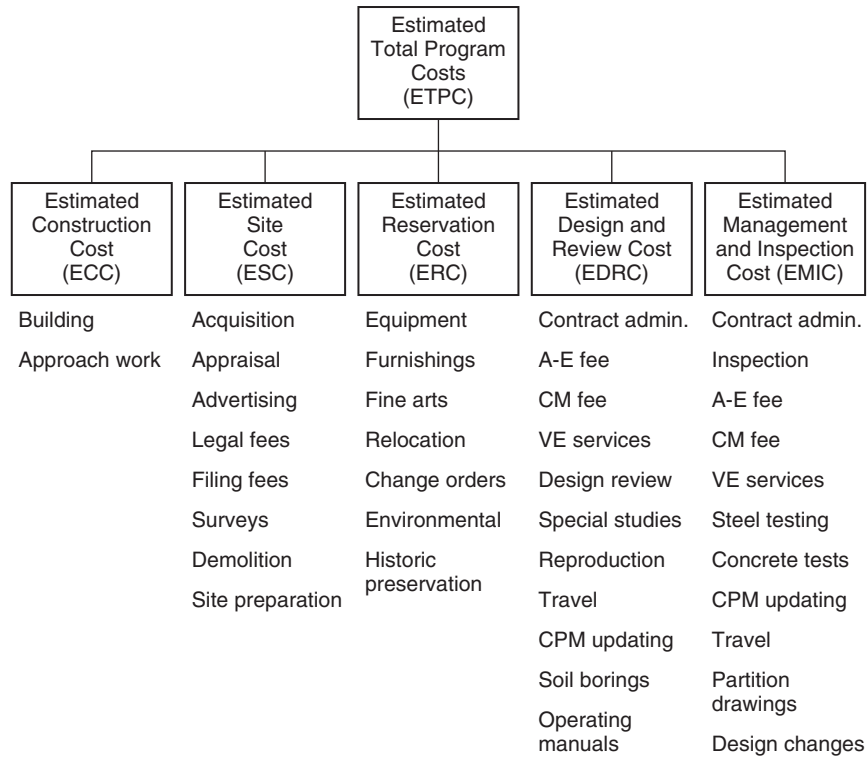 Estimated
Total Program
Costs
(ETPC)
Estimated
Construction
Cost
(ECC)
Building
Approach work
Estimated
Site
Cost
(ESC)
Acquisition
Appraisal
Advertising
Legal fees
Filing fees
Surveys
Demolition
Site preparation
Estimated
Reservation
Cost
(ERC)
Equipment
Furnishings
Fine arts
Relocation
Change orders
Environmental
Historic
preservation
Estimated
Design and
Review Cost
(EDRC)
Contract admin.
A-E fee
CM fee
VE services
Design review
Special studies
Reproduction
Travel
CPM updating
Soil borings
Operating
manuals
Estimated
Management
and Inspection
Cost (EMIC)
Contract admin.
Inspection
A-E fee
CM fee
VE services
Steel testing
Concrete tests
CPM updating
Travel
Partition
drawings
Design changes